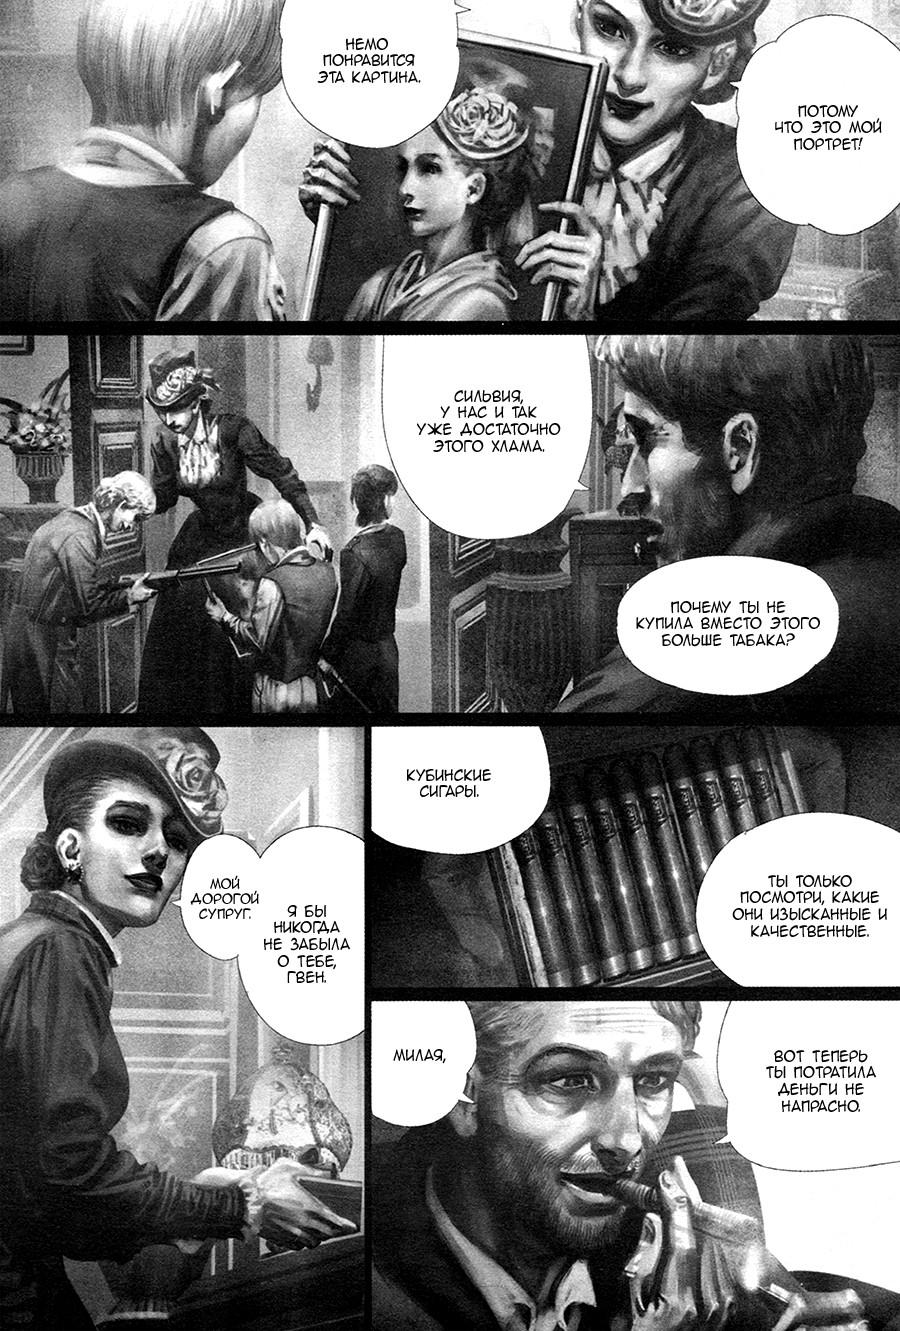 НЕМО
ПОНРАВИТСЯ
ЭТА КАРТИНА.
ПОТОМУ
ЧТО ЭТО МОЙ
ПОРТРЕТ!
СИЛЬВИЯ,
У НАС И ТАК
УЖЕ ДОСТАТОЧНО
ЭТОГО ХЛАМА.
ПОЧЕМУ ТЫ НЕ
КУПИЛА ВМЕСТО ЭТОГО
БОЛЬШЕ ТАБАКА?
МОЙ
ДОРОГОЙ
СУПРУГ.
Я БЫ
НИКОГДА
НЕ ЗАБЫЛА
О ТЕБЕ,
ГВЕН.
КУБИНСКИЕ
СИГАРЫ.
ТЫ ТОЛЬКО
ПОСМОТРИ, КАКИЕ
ОНИ ИЗЫСКАННЫЕ И
КАЧЕСТВЕННЫЕ.
МИЛАЯ,
ВОТ ТЕПЕРЬ
ТЫ ПОТРАТИЛА
ДЕНЬГИ НЕ
НАПРАСНО.